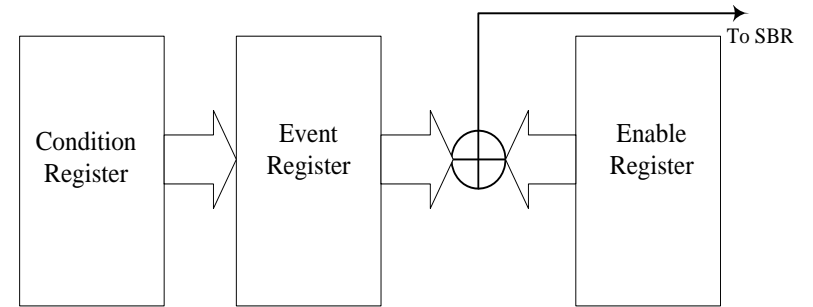 To SBR
Condition
Register
Event
Register
Enable
Register